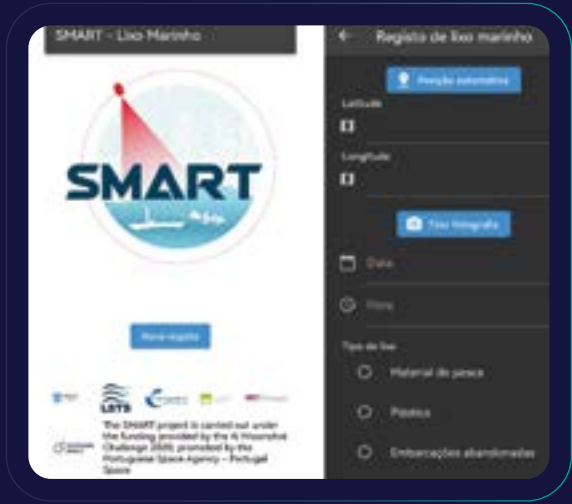 SMART - Lixo Marinho
SMART
Novo registo
LSTS
The SMART project is carried out under
the funding provided by the AI Moonshot
Challenge 2020, promoted by the
Portuguese Space Agency – Portugal
Space
Registo de lixo marinho
Posição automática
Latitude
Longitude
Tirar fotografia
Data
Hora
Tipo de lixo
Material de pesca
Plástico
Embarcações abandonadas